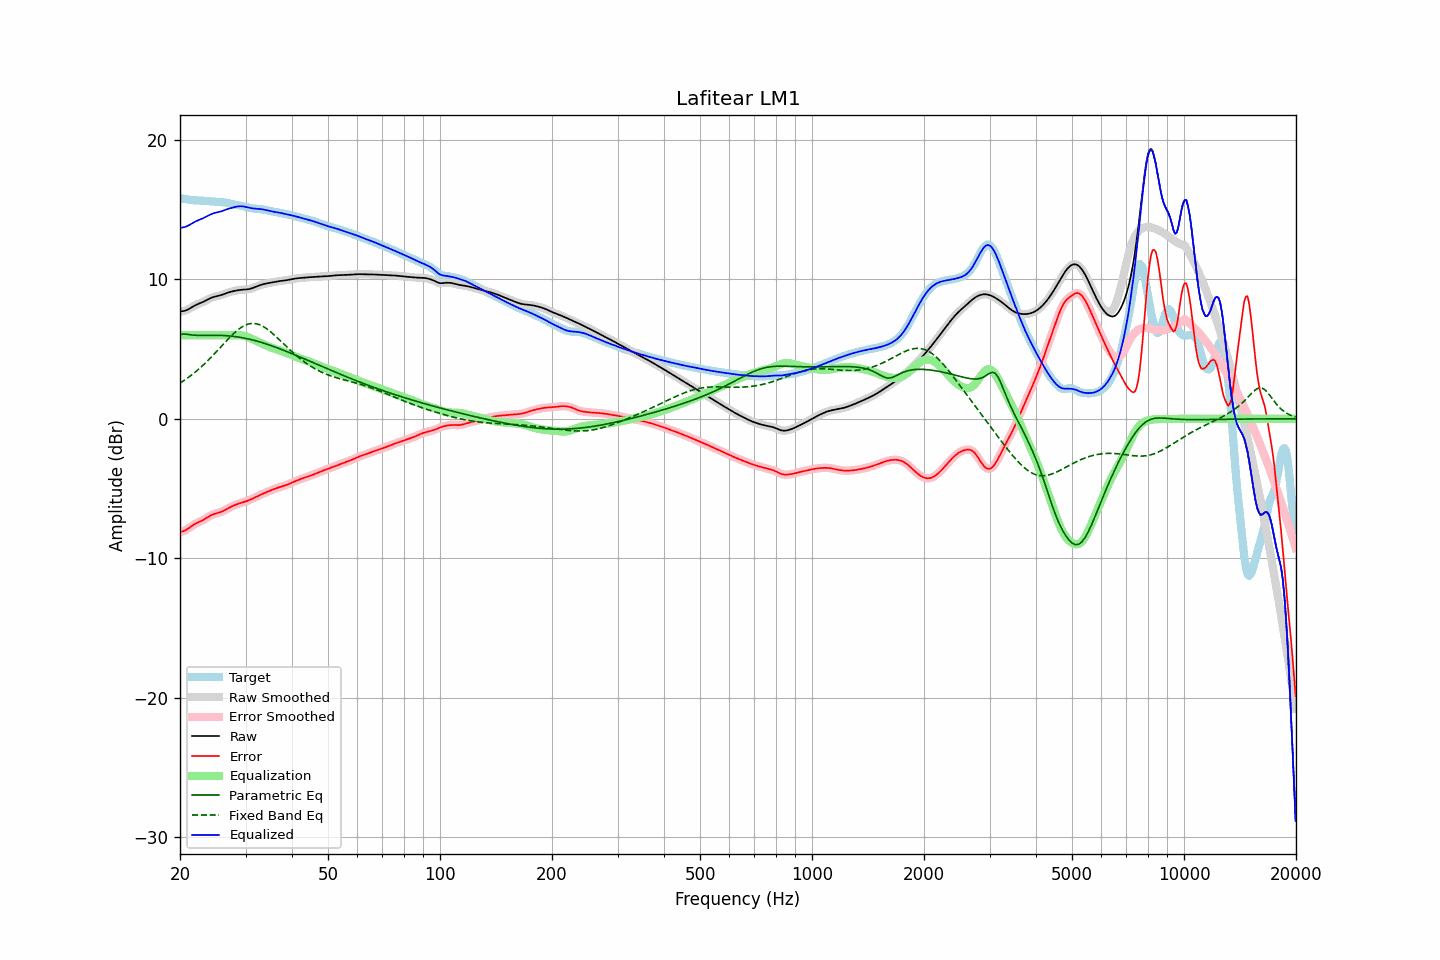 Lafitear LM1
20
10
0
−10
−20
−30
Amplitude (dBr)
Target
Raw Smoothed
Error Smoothed
Raw
Error
Equalization
Parametric Eq
Fixed Band Eq
Equalized
20 50 100 200 500 1000 2000 5000 10000 20000
Frequency (Hz)